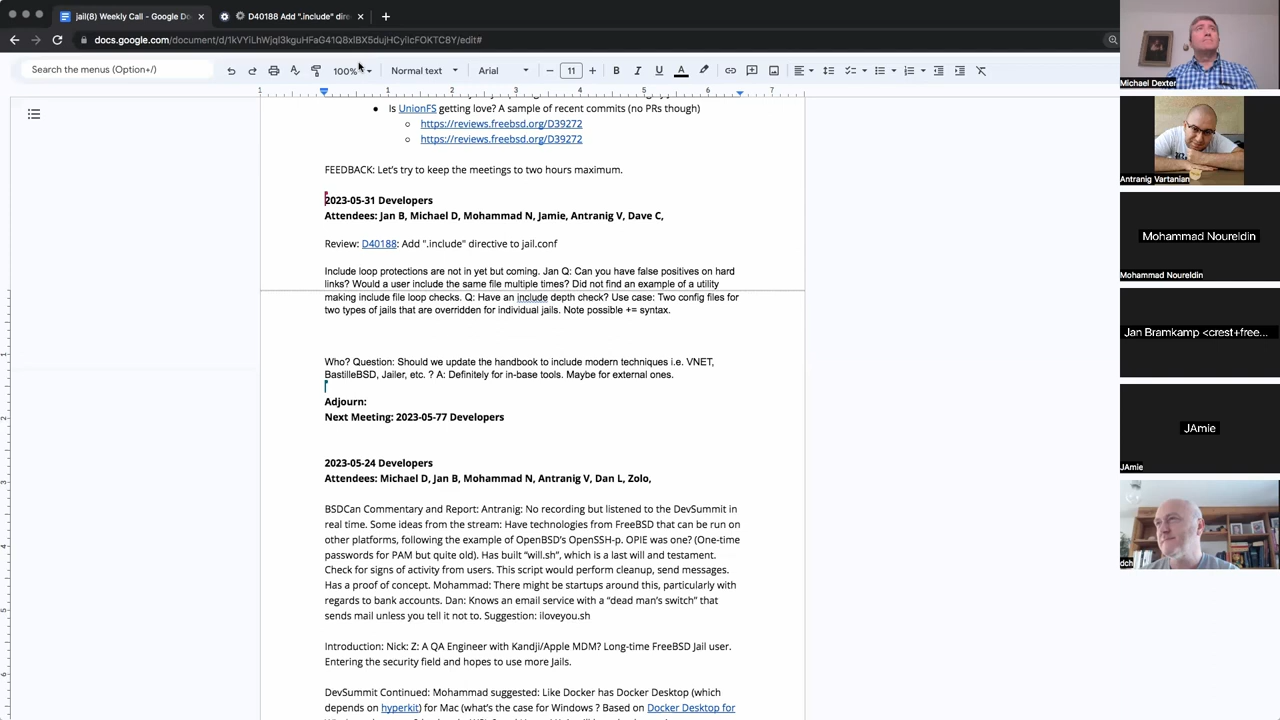 jail(8) Weekly Call - Google Do
D40188 Add ".include" dire
docs.google.com/document/d/1kVYiLhWjqI3kguHFaG41Q8xIBX5dujHCyiIcFOKTC8Y/edit#
Search the menus (Option+/)
100%
Normal text
Arial
11
1 1 2 3 4 5 6 7
Is UnionFS getting love? A sample of recent commits (no PRs though)
https://reviews.freebsd.org/D39272
https://reviews.freebsd.org/D39272
FEEDBACK: Let's try to keep the meetings to two hours maximum.
2023-05-31 Developers
Attendees: Jan B, Michael D, Mohammad N, Jamie, Antranig V, Dave C,
Review: D40188: Add ".include" directive to jail.conf
Include loop protections are not in yet but coming. Jan Q: Can you have false positives on hard
links? Would a user include the same file multiple times? Did not find an example of a utility
making include file loop checks. Q: Have an include depth check? Use case: Two config files for
two types of jails that are overridden for individual jails. Note possible += syntax.
Who? Question: Should we update the handbook to include modern techniques i.e. VNET,
BastilleBSD, Jailer, etc. ? A: Definitely for in-base tools. Maybe for external ones.
Adjourn:
Next Meeting: 2023-05-77 Developers
2023-05-24 Developers
Attendees: Michael D, Jan B, Mohammad N, Antranig V, Dan L, Zolo,
BSDCan Commentary and Report: Antranig: No recording but listened to the DevSummit in
real time. Some ideas from the stream: Have technologies from FreeBSD that can be run on
other platforms, following the example of OpenBSD's OpenSSH-p. OPIE was one? (One-time
passwords for PAM but quite old). Has built "will.sh", which is a last will and testament.
Check for signs of activity from users. This script would perform cleanup, send messages.
Has a proof of concept. Mohammad: There might be startups around this, particularly with
regards to bank accounts. Dan: Knows an email service with a "dead man's switch" that
sends mail unless you tell it not to. Suggestion: iloveyou.sh
Introduction: Nick: Z: A QA Engineer with Kandji/Apple MDM? Long-time FreeBSD Jail user.
Entering the security field and hopes to use more Jails.
DevSummit Continued: Mohammad suggested: Like Docker has Docker Desktop (which
depends on hyperkit) for Mac (what's the case for Windows ? Based on Docker Desktop for
1
2
3
4
5
6
Michael Dexter
Antranig Vartanian
Mohammad Noureldin
Mohammad Noureldin
Jan Bramkamp <crest+free...
JAmie
JAmie
dch